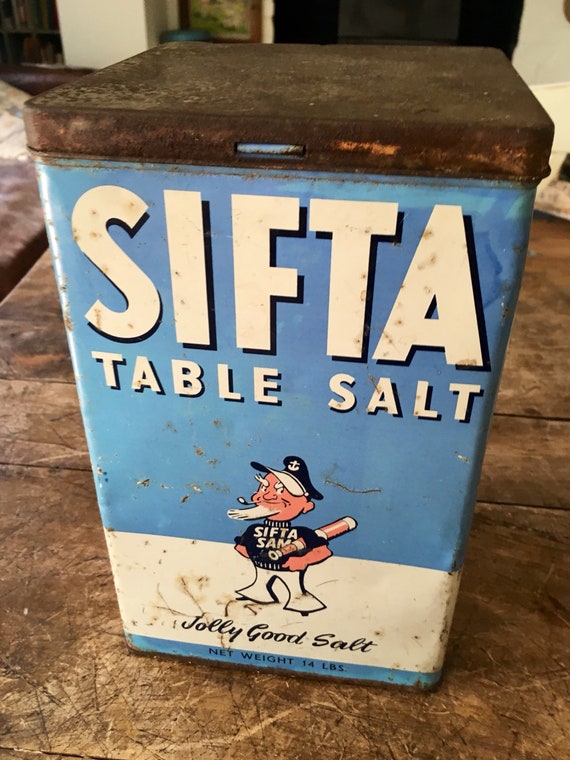 SIFTA
TABLE SALT
SIFTA
SAM
Jolly Good Salt
NET WEIGHT 14 LBS.